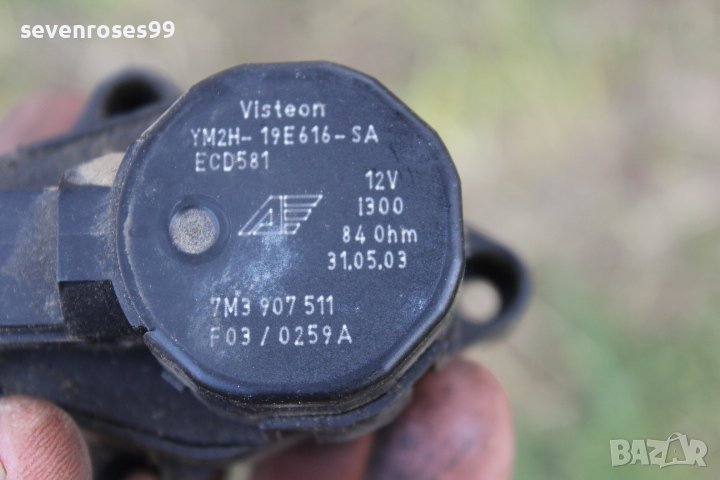 sevenroses99
Visteon
YM2H-19E616-SA
ECD581
12V
1300
84 Ohm
31.05.03
7M3 907 511
F03/0259A
BAZAR